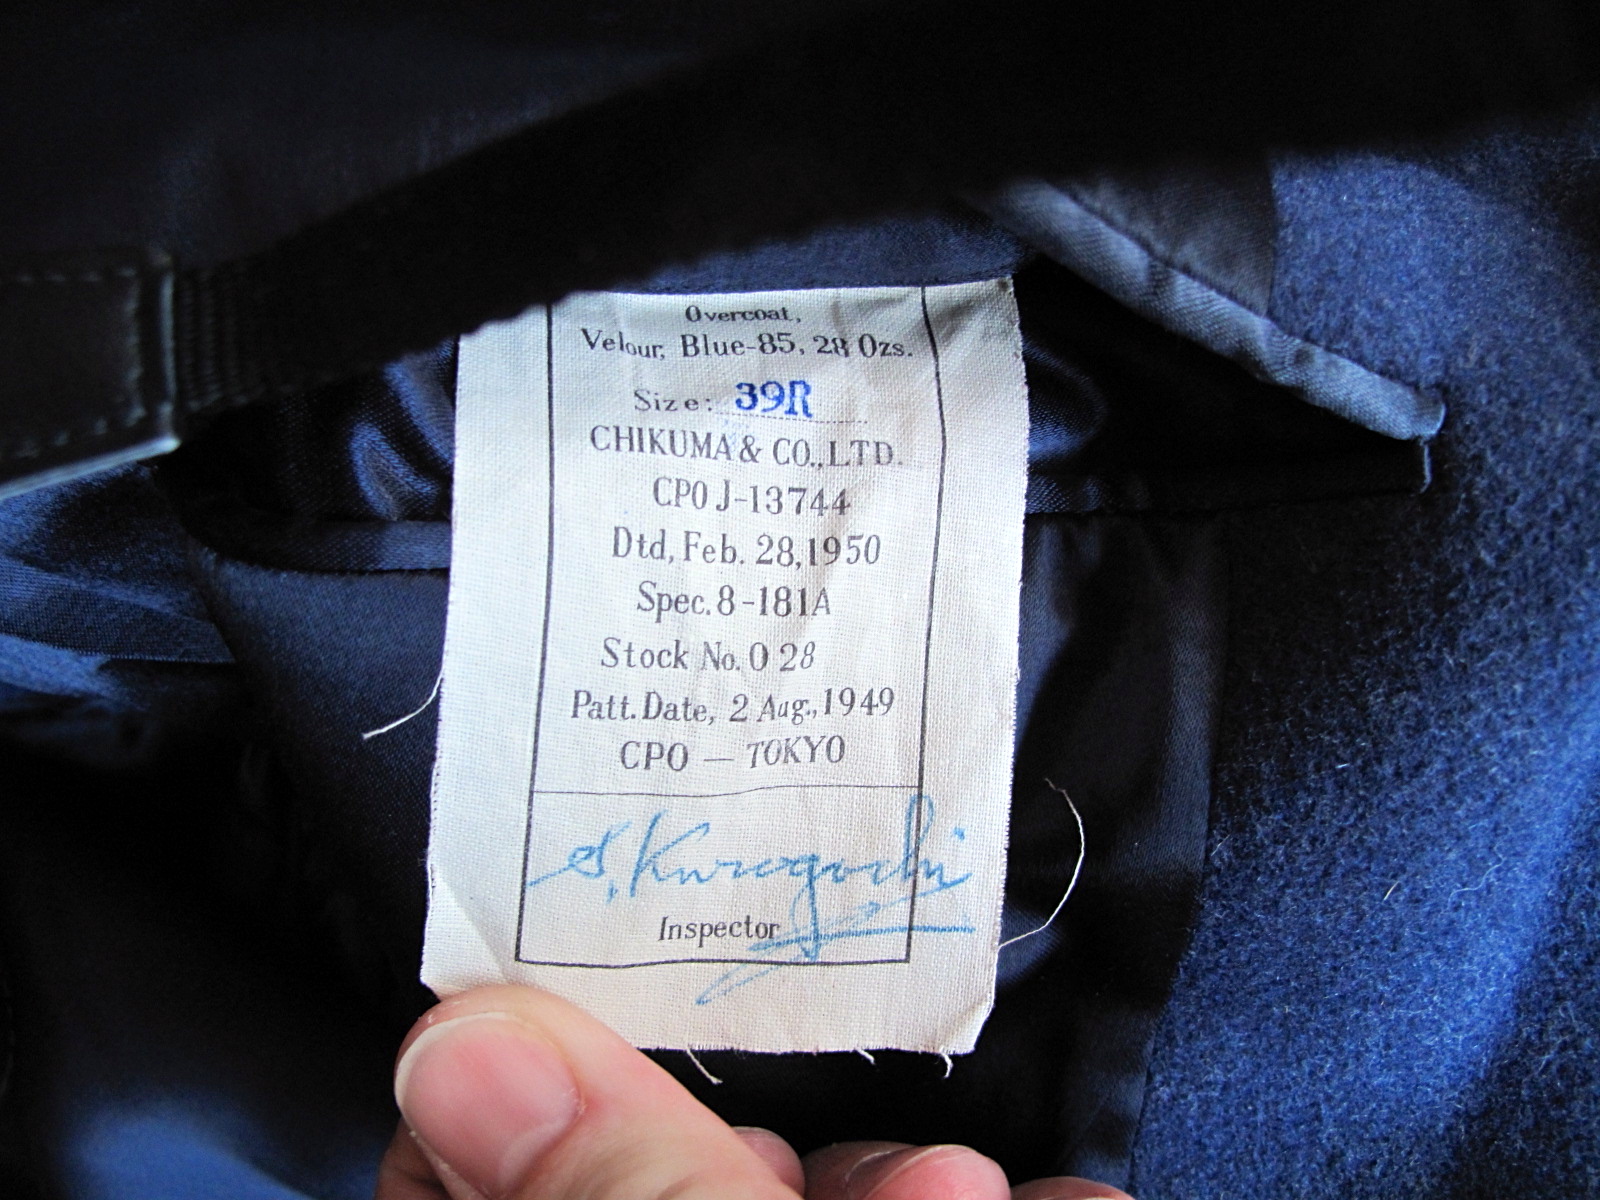 Overcoat,
Velour, Blue-85, 28 Ozs.
Size: 39R
CHIKUMA & CO., LTD.
CPO J-13744
Dtd, Feb. 28, 1950
Spec. 8-181A
Stock No. 0 28
Patt. Date, 2 Aug., 1949
CPO — TOKYO
S. Kurogochi
Inspector